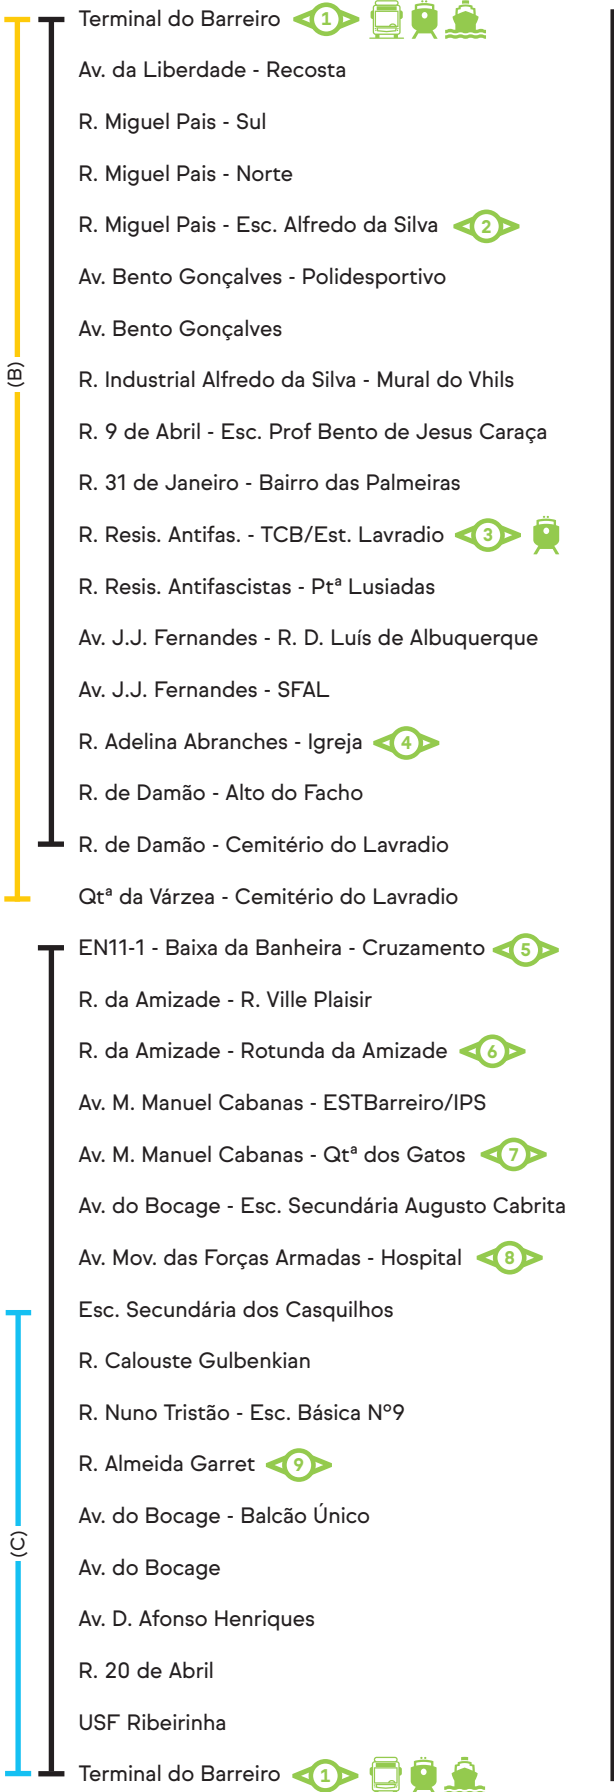 Terminal do Barreiro 1
Av. da Liberdade - Recosta
R. Miguel Pais - Sul
R. Miguel Pais - Norte
R. Miguel Pais - Esc. Alfredo da Silva 2
Av. Bento Gonçalves - Polidesportivo
Av. Bento Gonçalves
(B)
R. Industrial Alfredo da Silva - Mural do Vhils
R. 9 de Abril - Esc. Prof Bento de Jesus Caraça
R. 31 de Janeiro - Bairro das Palmeiras
R. Resis. Antifas. - TCB/Est. Lavradio 3
R. Resis. Antifascistas - Ptª Lusiadas
Av. J.J. Fernandes - R. D. Luís de Albuquerque
Av. J.J. Fernandes - SFAL
R. Adelina Abranches - Igreja 4
R. de Damão - Alto do Facho
R. de Damão - Cemitério do Lavradio
Qtª da Várzea - Cemitério do Lavradio
EN11-1 - Baixa da Banheira - Cruzamento 5
R. da Amizade - R. Ville Plaisir
R. da Amizade - Rotunda da Amizade 6
Av. M. Manuel Cabanas - ESTBarreiro/IPS
Av. M. Manuel Cabanas - Qtª dos Gatos 7
Av. do Bocage - Esc. Secundária Augusto Cabrita
Av. Mov. das Forças Armadas - Hospital 8
Esc. Secundária dos Casquilhos
R. Calouste Gulbenkian
R. Nuno Tristão - Esc. Básica Nº9
R. Almeida Garret 9
Av. do Bocage - Balcão Único
(C)
Av. do Bocage
Av. D. Afonso Henriques
R. 20 de Abril
USF Ribeirinha
Terminal do Barreiro 1